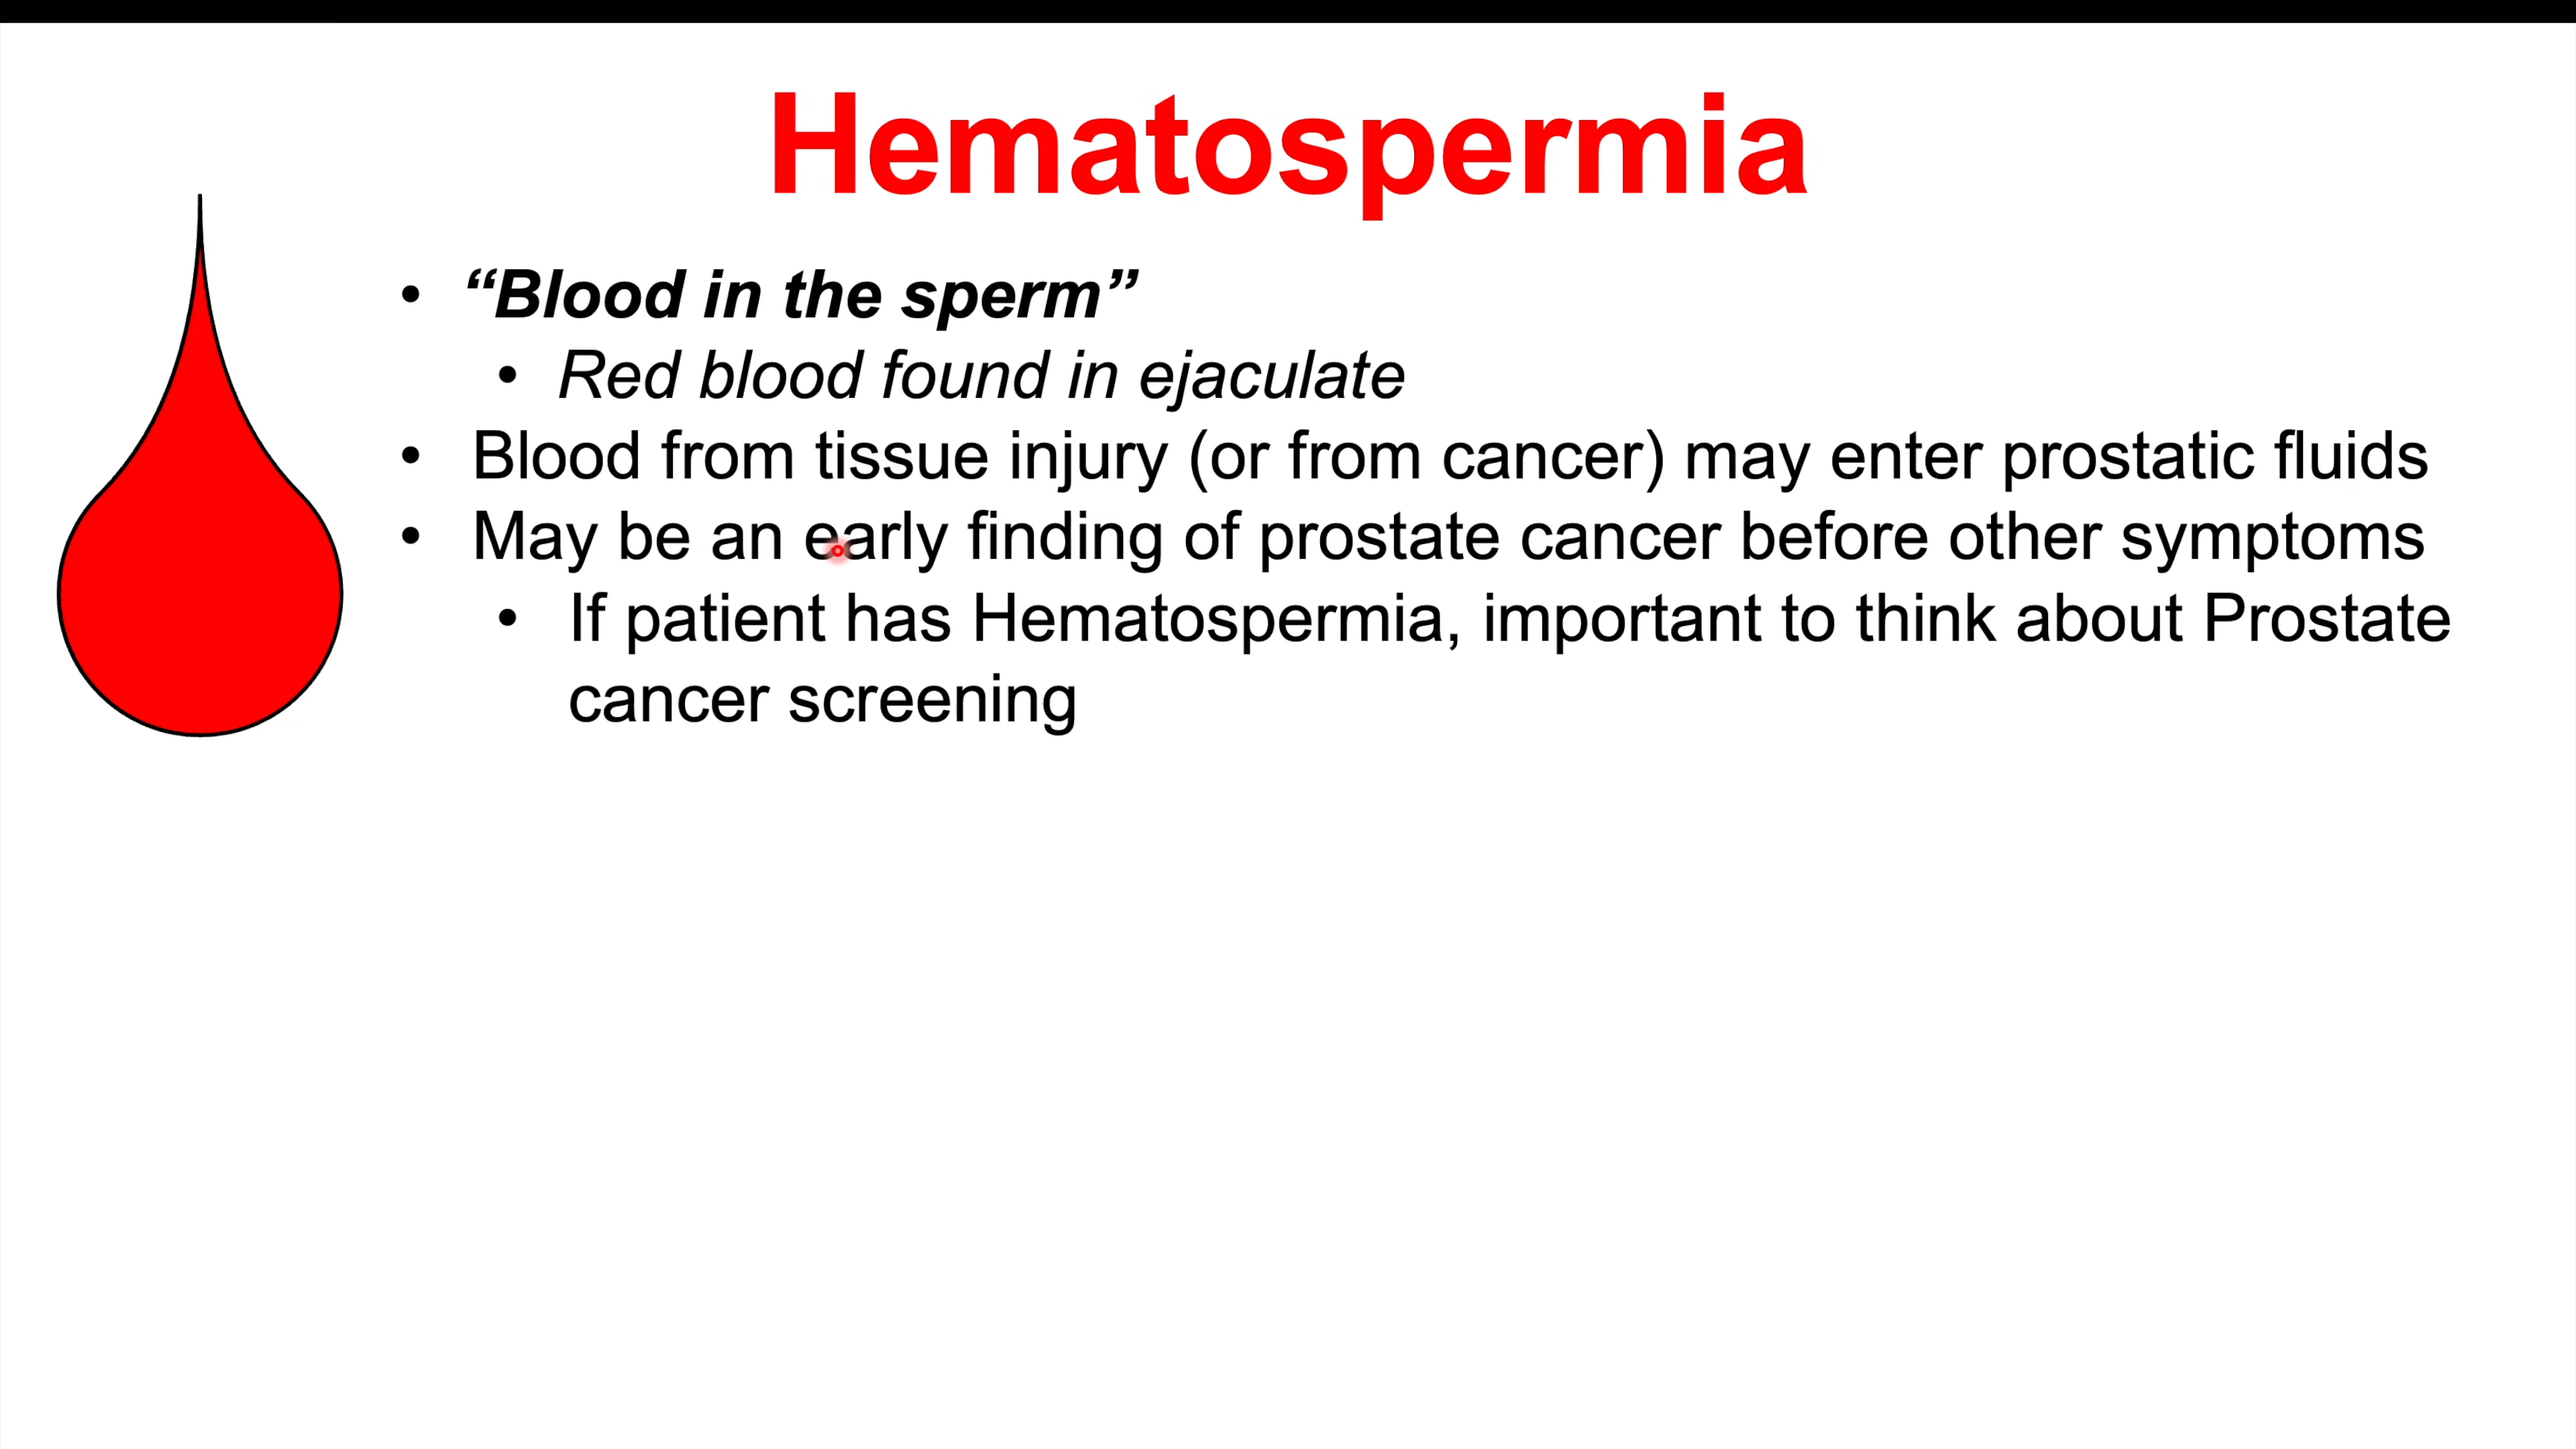 Hematospermia
• “Blood in the sperm”
• Red blood found in ejaculate
• Blood from tissue injury (or from cancer) may enter prostatic fluids
• May be an early finding of prostate cancer before other symptoms
• If patient has Hematospermia, important to think about Prostate
cancer screening